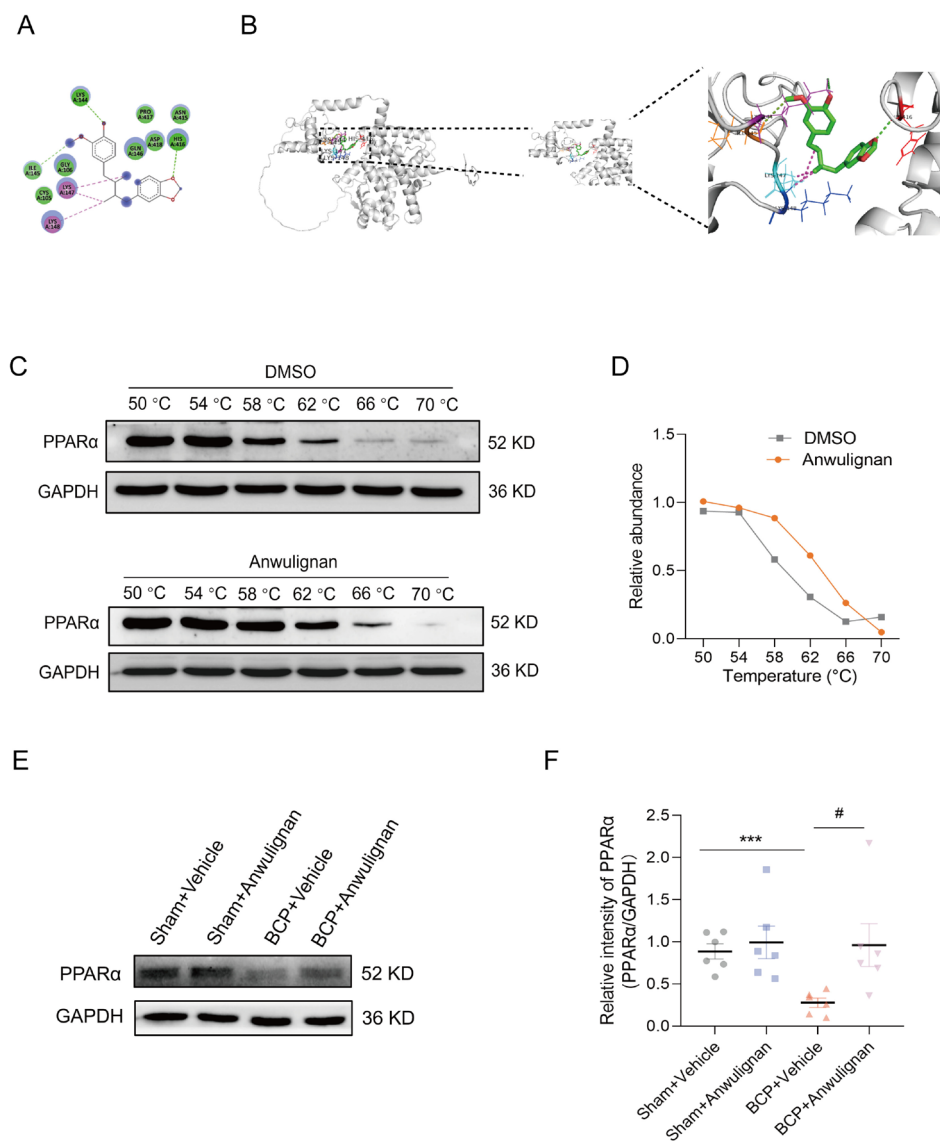 A
B
LYS
A:144
PRO
A:417
ASN
A:415
GLN
A:146
ASP
A:418
HIS
A:416
ILE
A:145
GLY
A:106
CYS
A:105
LYS
A:147
LYS
A:148
C
DMSO
50 °C 54 °C 58 °C 62 °C 66 °C 70 °C
PPARα 52 KD
GAPDH 36 KD
Anwulignan
50 °C 54 °C 58 °C 62 °C 66 °C 70 °C
PPARα 52 KD
GAPDH 36 KD
D
DMSO
Anwulignan
Relative abundance
1.5
1.0
0.5
0.0
50 54 58 62 66 70
Temperature (°C)
E
Sham+Vehicle
Sham+Anwulignan
BCP+Vehicle
BCP+Anwulignan
PPARα 52 KD
GAPDH 36 KD
F
Relative intensity of PPARα
(PPARα/GAPDH)
2.5
2.0
1.5
1.0
0.5
0.0
***
#
Sham+Vehicle
Sham+Anwulignan
BCP+Vehicle
BCP+Anwulignan